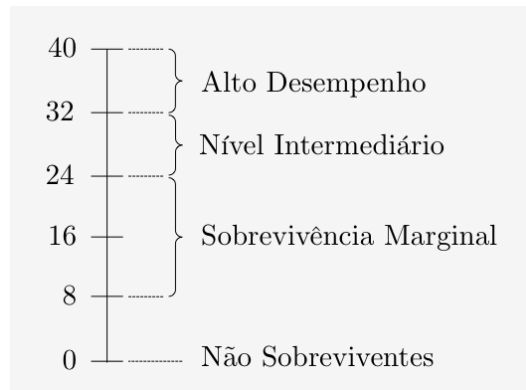 40
Alto Desempenho
32
Nível Intermediário
24
16 Sobrevivência Marginal
8
0 Não Sobreviventes